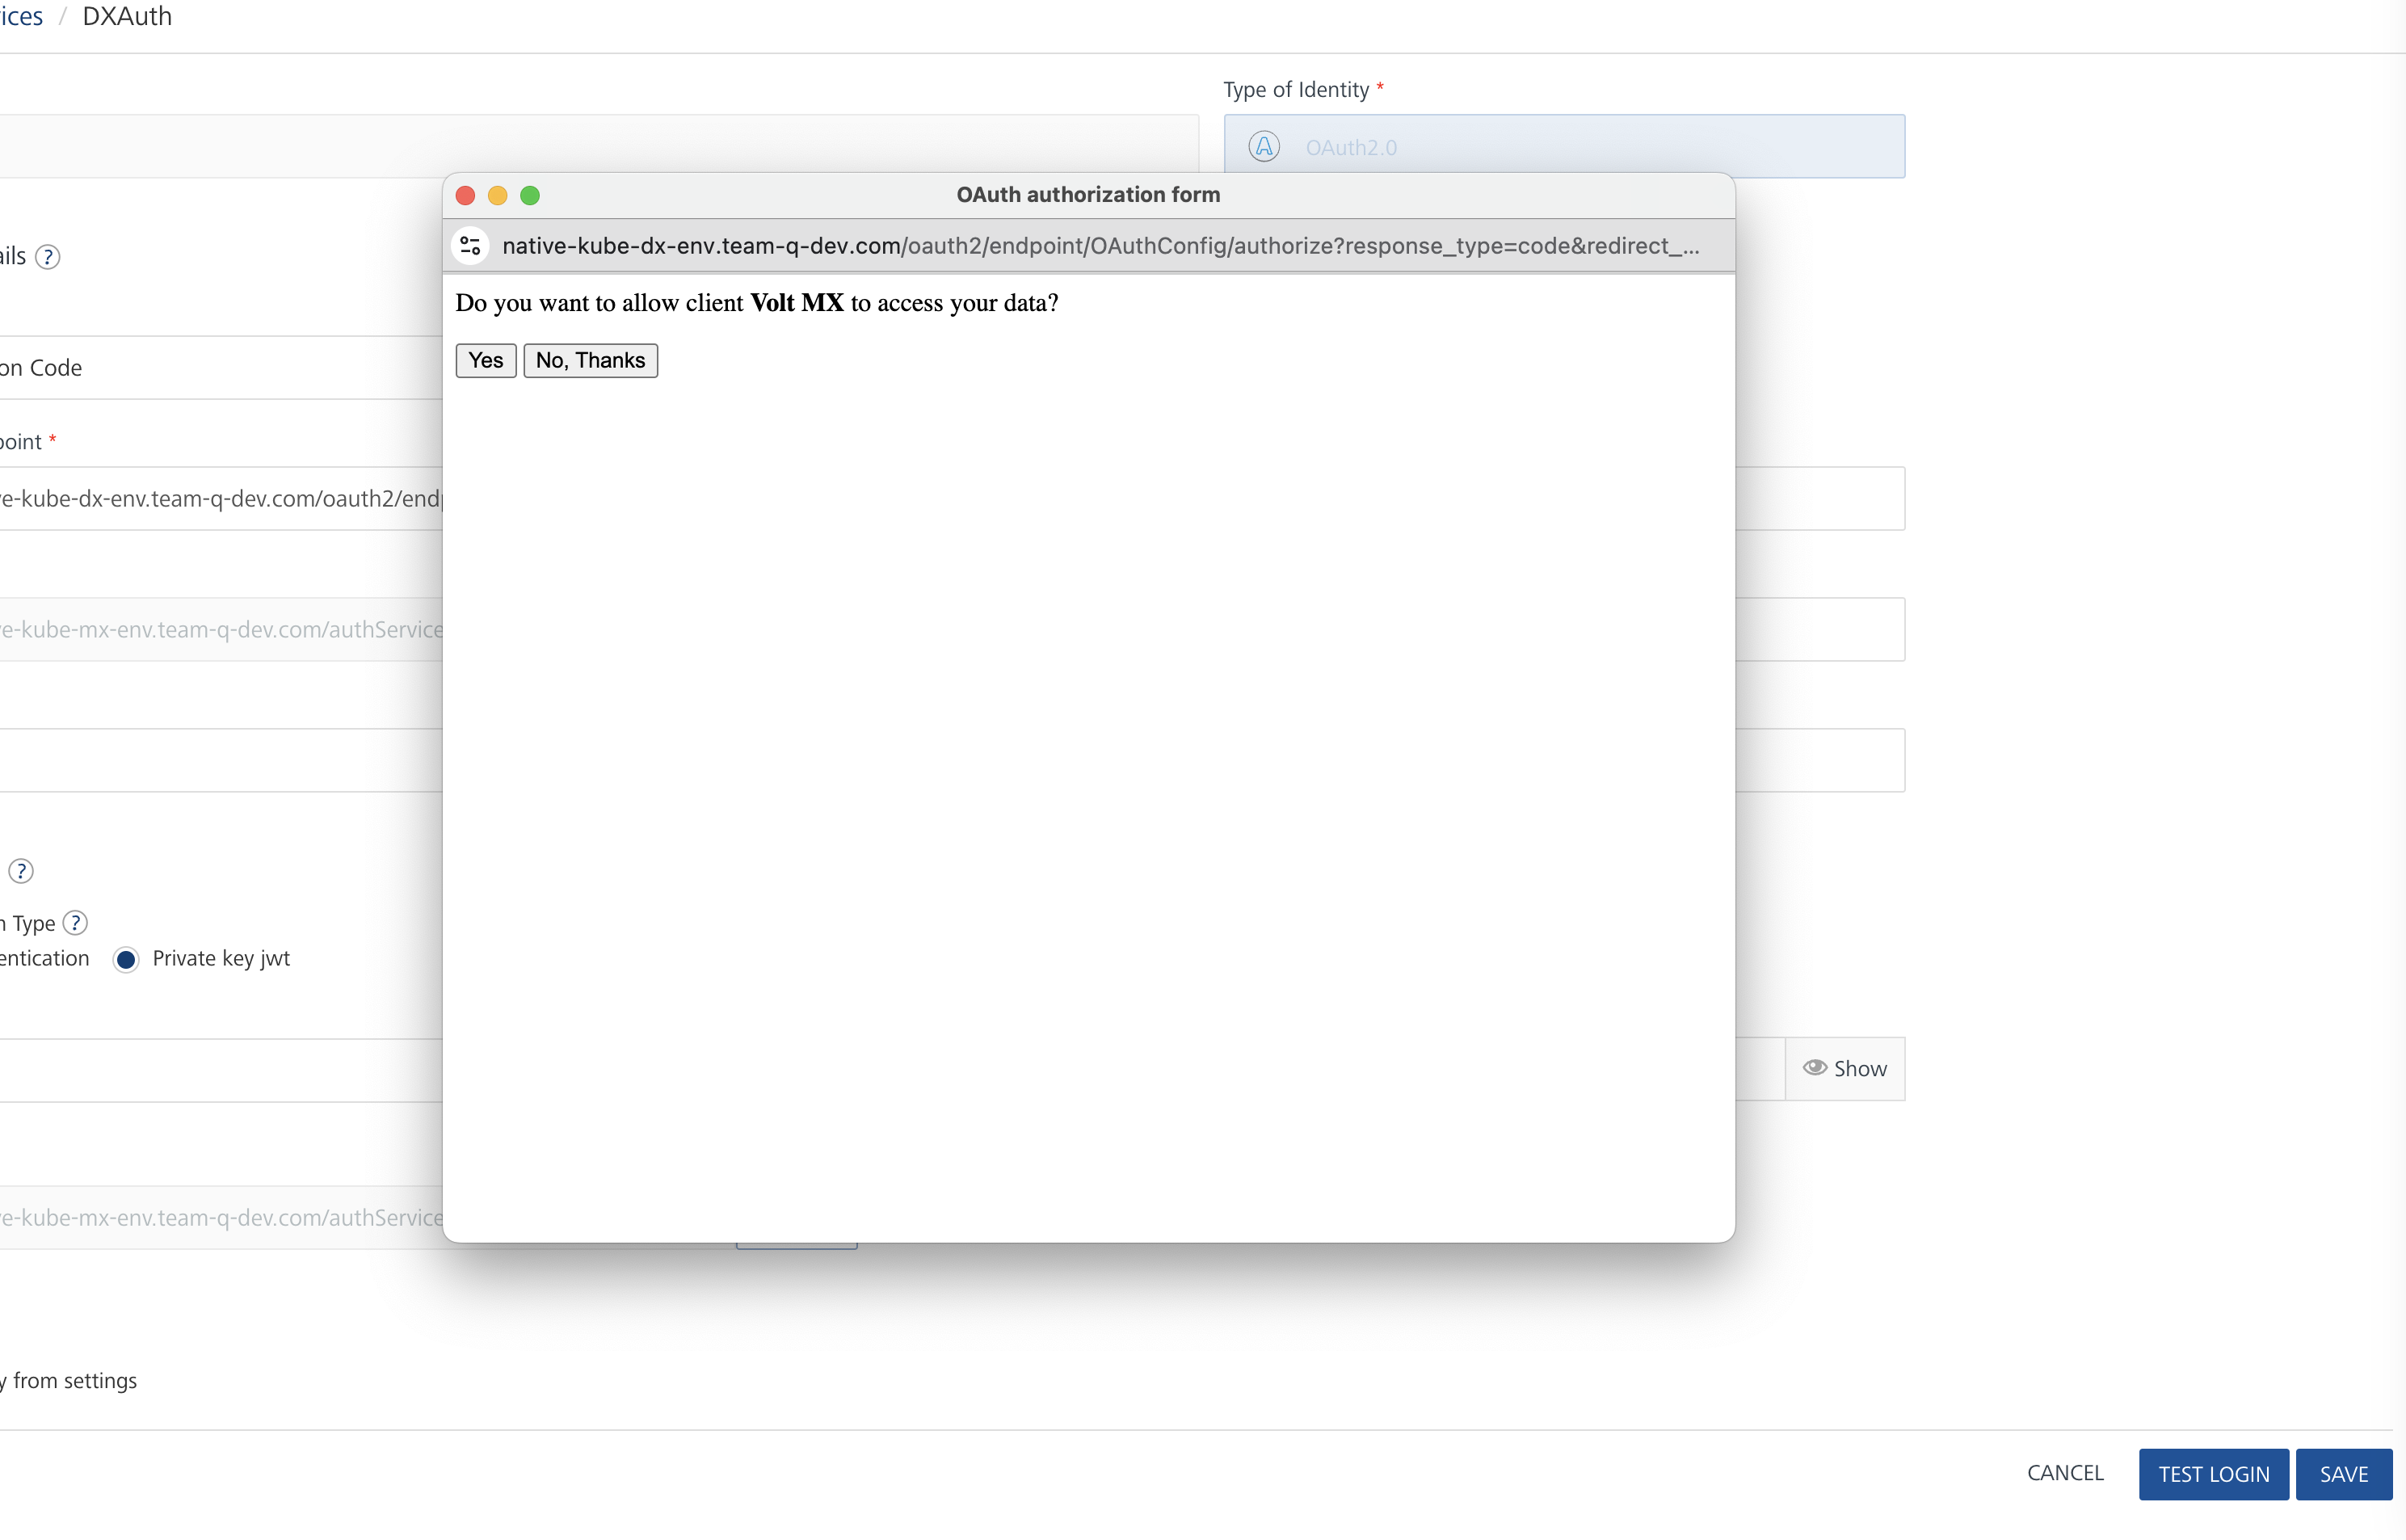 ices / DXAuth
Type of Identity *
OAuth2.0
OAuth authorization form
native-kube-dx-env.team-q-dev.com/oauth2/endpoint/OAuthConfig/authorize?response_type=code&redirect_...
ails ?
Do you want to allow client Volt MX to access your data?
Yes No, Thanks
on Code
point *
e-kube-dx-env.team-q-dev.com/oauth2/end
e-kube-mx-env.team-q-dev.com/authService
?
n Type ?
entication Private key jwt
Show
e-kube-mx-env.team-q-dev.com/authService
y from settings
CANCEL TEST LOGIN SAVE